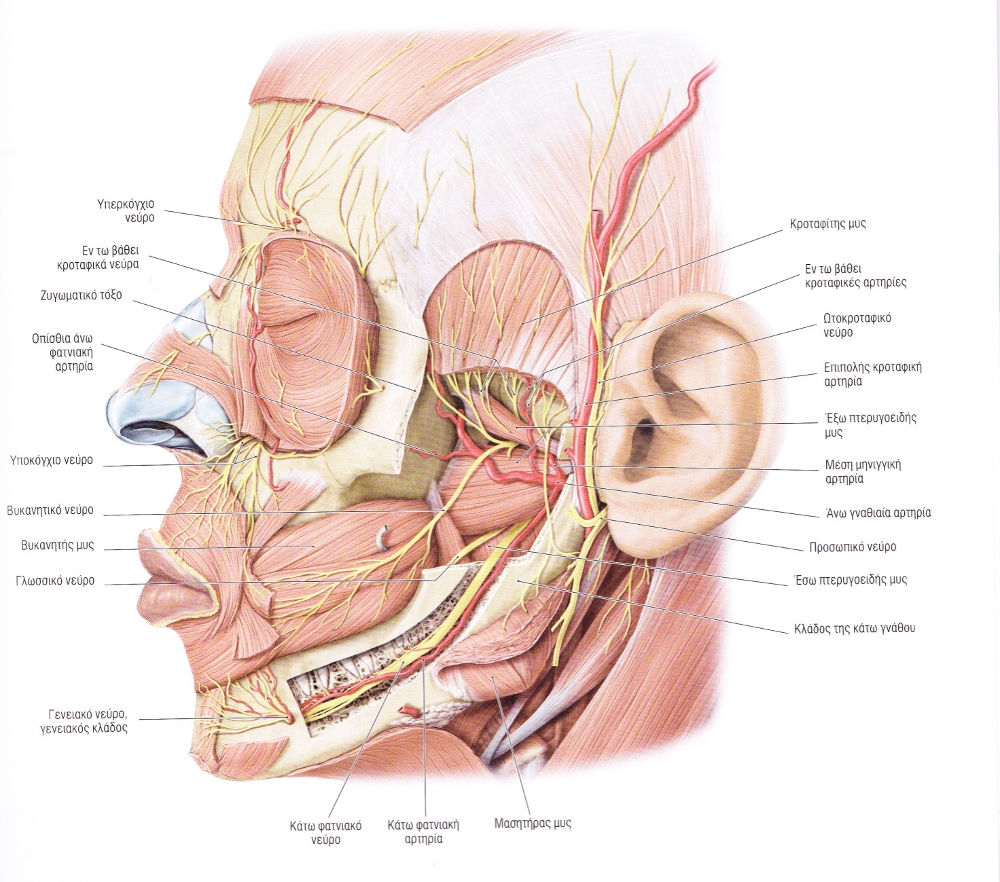 Υπερκόγχιο
νεύρο
Εν τω βάθει
κροταφικά νεύρα
Ζυγωματικό τόξο
Οπίσθια άνω
φατνιακή
αρτηρία
Υποκόγχιο νεύρο
Βυκανητικό νεύρο
Βυκανητής μυς
Γλωσσικό νεύρο
Γενειακό νεύρο,
γενειακός κλάδος
Κάτω φατνιακό
νεύρο
Κάτω φατνιακή
αρτηρία
Μασητήρας μυς
Κροταφίτης μυς
Εν τω βάθει
κροταφικές αρτηρίες
Ωτοκροταφικό
νεύρο
Επιπολής κροταφική
αρτηρία
Έξω πτερυγοειδής
μυς
Μέση μηνιγγική
αρτηρία
Άνω γναθιαία αρτηρία
Προσωπικό νεύρο
Έσω πτερυγοειδής μυς
Κλάδος της κάτω γνάθου